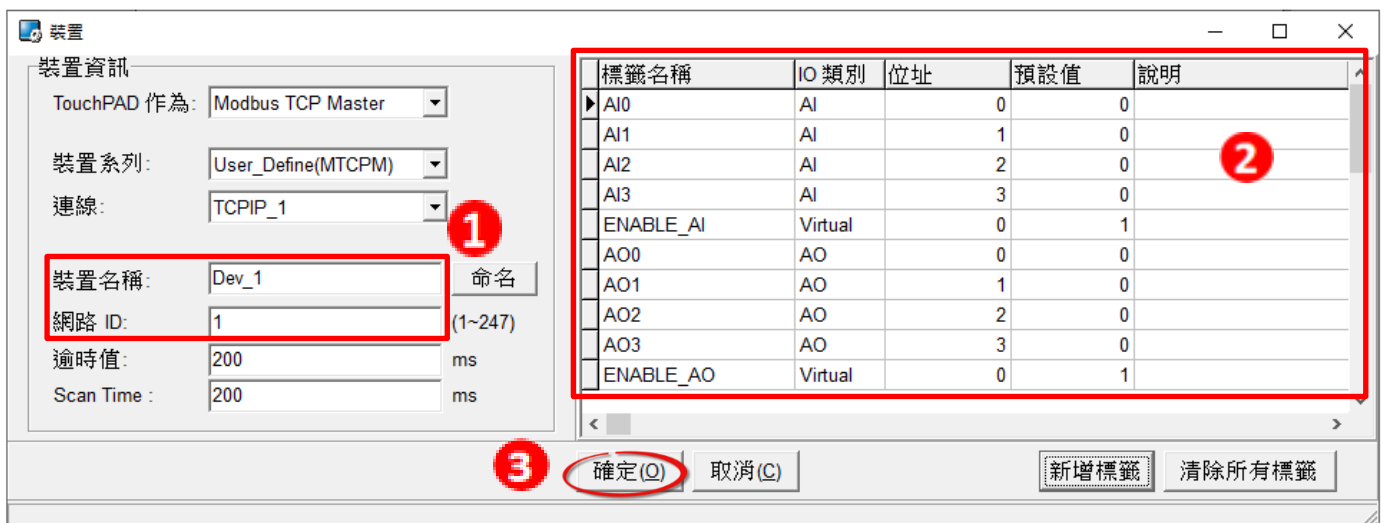 裝置
裝置資訊
TouchPAD 作為: Modbus TCP Master
裝置系列: User_Define(MTCPM)
連線: TCPIP_1
1
裝置名稱: Dev_1 命名
網路 ID: 1 (1~247)
逾時值: 200 ms
Scan Time : 200 ms
標籤名稱 IO 類別 位址 預設值 說明
AI0 AI 0 0
AI1 AI 1 0
AI2 AI 2 0
AI3 AI 3 0
ENABLE_AI Virtual 0 1
AO0 AO 0 0
AO1 AO 1 0
AO2 AO 2 0
AO3 AO 3 0
ENABLE_AO Virtual 0 1
2
3 確定(O) 取消(C) 新增標籤 清除所有標籤